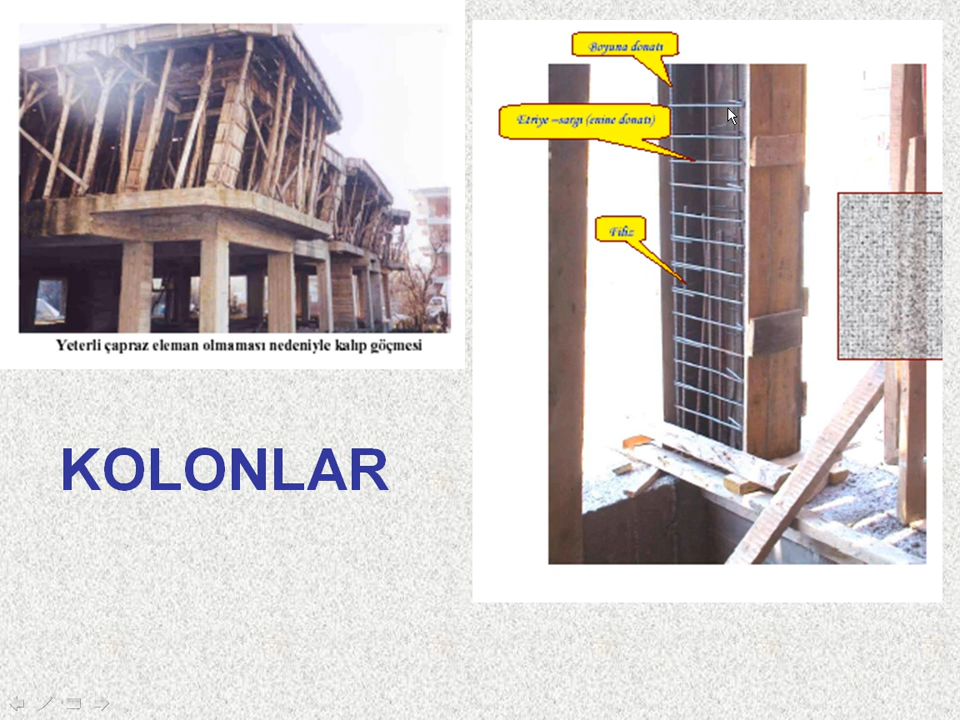 Boyuna donatı
Etriye –sargı (enine donatı)
Filiz
Yeterli çapraz eleman olmaması nedeniyle kalıp göçmesi
KOLONLAR